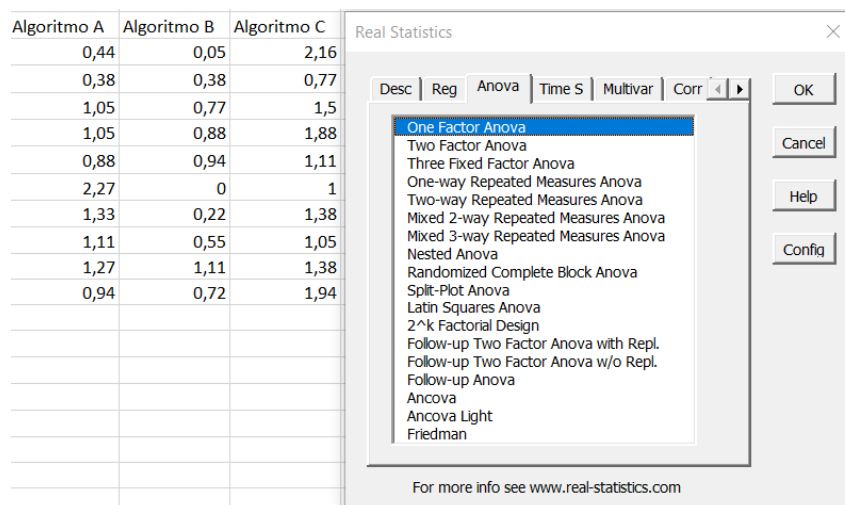 Algoritmo A Algoritmo B Algoritmo C
0,44 0,05 2,16
0,38 0,38 0,77
1,05 0,77 1,5
1,05 0,88 1,88
0,88 0,94 1,11
2,27 0 1
1,33 0,22 1,38
1,11 0,55 1,05
1,27 1,11 1,38
0,94 0,72 1,94
Real Statistics
Desc Reg Anova Time S Multivar Corr
One Factor Anova
Two Factor Anova
Three Fixed Factor Anova
One-way Repeated Measures Anova
Two-way Repeated Measures Anova
Mixed 2-way Repeated Measures Anova
Mixed 3-way Repeated Measures Anova
Nested Anova
Randomized Complete Block Anova
Split-Plot Anova
Latin Squares Anova
2^k Factorial Design
Follow-up Two Factor Anova with Repl.
Follow-up Two Factor Anova w/o Repl.
Follow-up Anova
Ancova
Ancova Light
Friedman
OK
Cancel
Help
Config
For more info see www.real-statistics.com